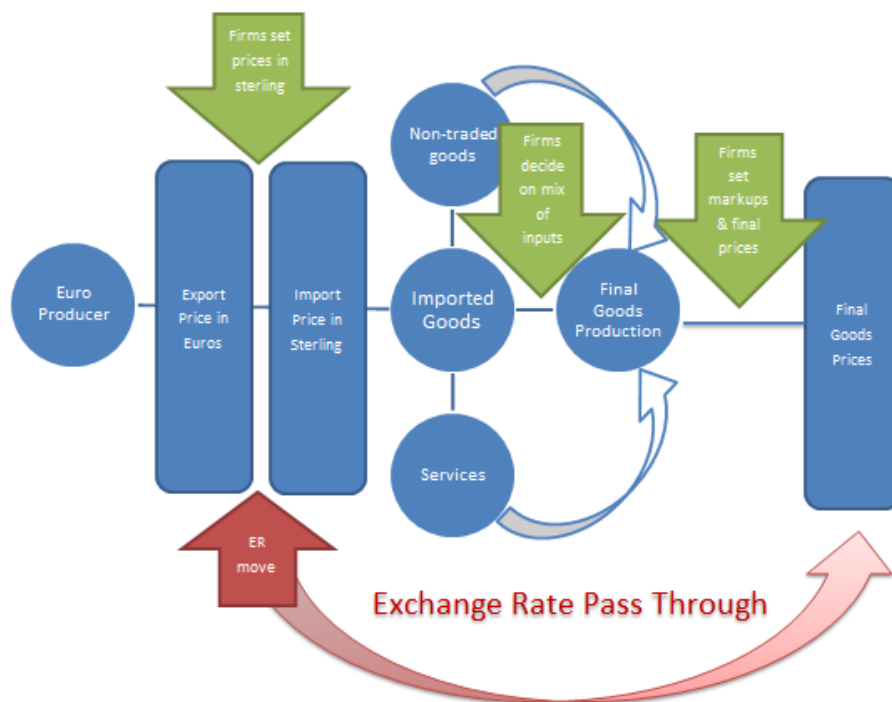 Firms set
prices in
sterling
Non-traded
goods
Firms
decide
on mix
of
inputs
Firms
set
markups
& final
prices
Euro
Producer
Export
Price in
Euros
Import
Price in
Sterling
Imported
Goods
Final
Goods
Production
Final
Goods
Prices
Services
ER
move
Exchange Rate Pass Through